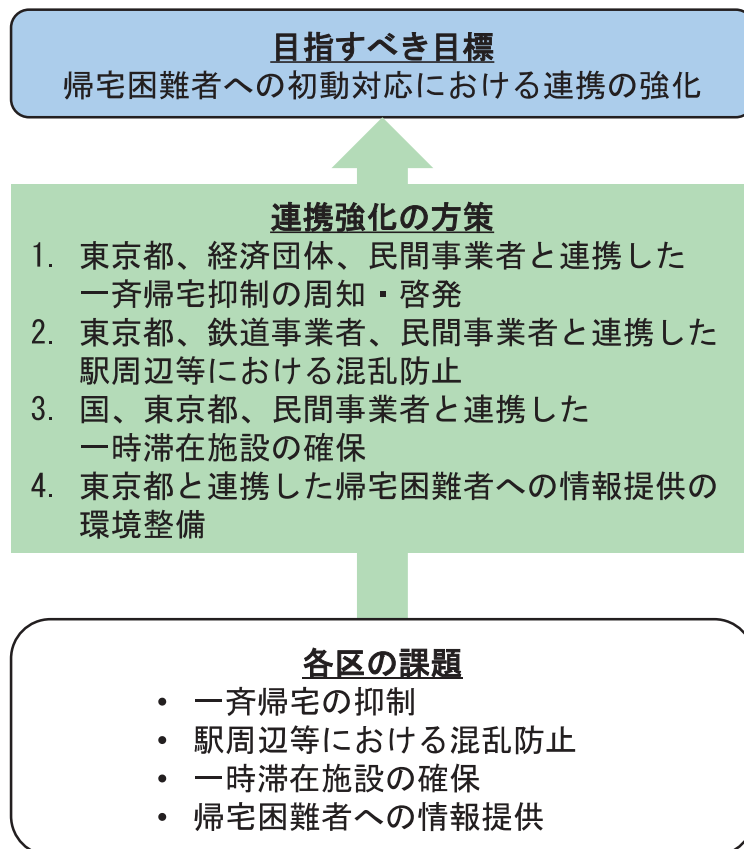 目指すべき目標
帰宅困難者への初動対応における連携の強化
連携強化の方策
1. 東京都、経済団体、民間事業者と連携した
一斉帰宅抑制の周知・啓発
2. 東京都、鉄道事業者、民間事業者と連携した
駅周辺等における混乱防止
3. 国、東京都、民間事業者と連携した
一時滞在施設の確保
4. 東京都と連携した帰宅困難者への情報提供の
環境整備
各区の課題
• 一斉帰宅の抑制
• 駅周辺等における混乱防止
• 一時滞在施設の確保
• 帰宅困難者への情報提供